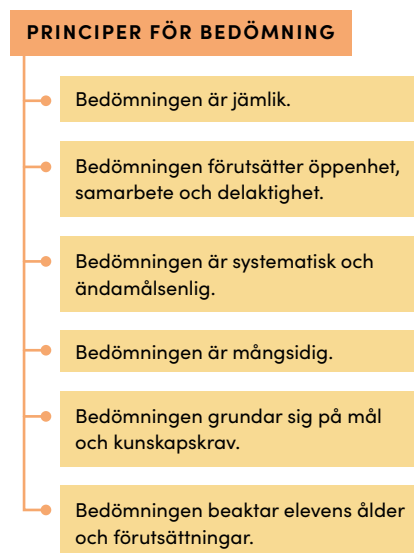 PRINCIPER FÖR BEDÖMNING
Bedömningen är jämlik.
Bedömningen förutsätter öppenhet,
samarbete och delaktighet.
Bedömningen är systematisk och
ändamålsenlig.
Bedömningen är mångsidig.
Bedömningen grundar sig på mål
och kunskapskrav.
Bedömningen beaktar elevens ålder
och förutsättningar.